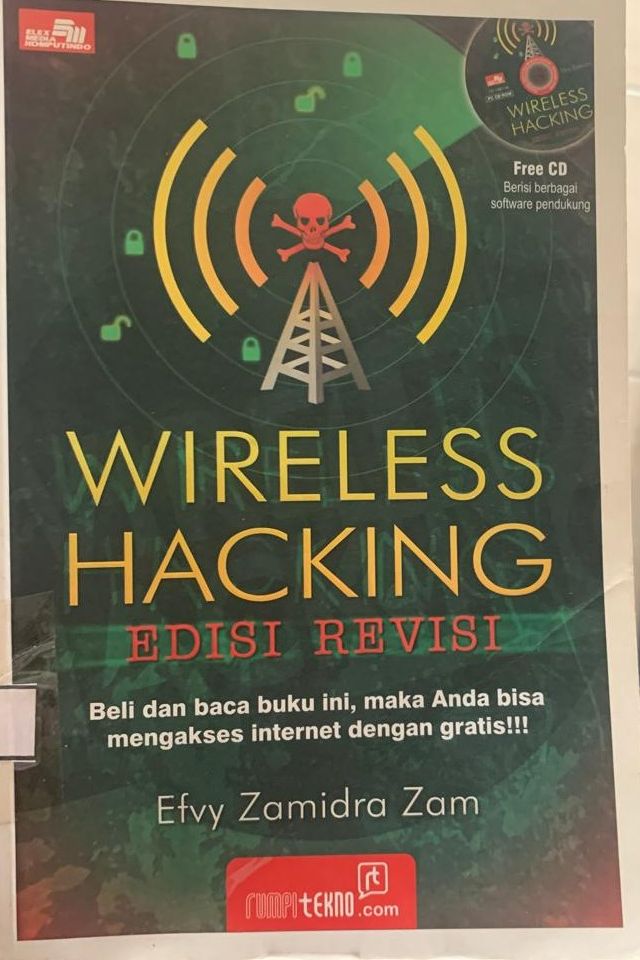 ELEX
MEDIA
KOMPUTINDO
WIRELESS
HACKING
Free CD
Berisi berbagai
software pendukung
WIRELESS
HACKING
EDISI REVISI
Beli dan baca buku ini, maka Anda bisa
mengakses internet dengan gratis!!!
Efvy Zamidra Zam
rt
rumpitekno.com